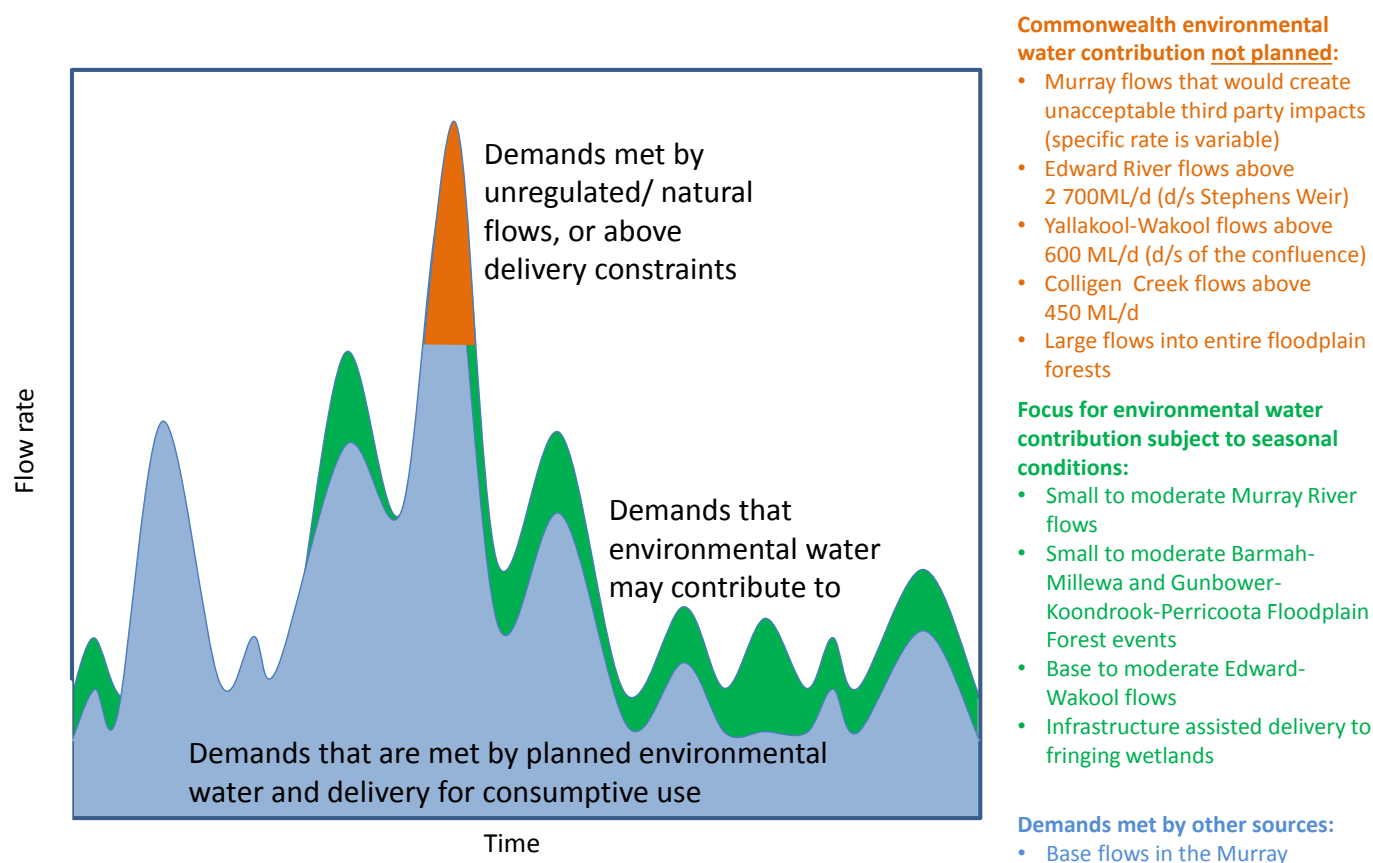 Demands met by
unregulated/ natural
flows, or above
delivery constraints
Demands that
environmental water
may contribute to
Demands that are met by planned environmental
water and delivery for consumptive use
Flow rate
Time
Commonwealth environmental
water contribution not planned:
• Murray flows that would create
unacceptable third party impacts
(specific rate is variable)
• Edward River flows above
2 700ML/d (d/s Stephens Weir)
• Yallakool-Wakool flows above
600 ML/d (d/s of the confluence)
• Colligen Creek flows above
450 ML/d
• Large flows into entire floodplain
forests
Focus for environmental water
contribution subject to seasonal
conditions:
• Small to moderate Murray River
flows
• Small to moderate Barmah-
Millewa and Gunbower-
Koondrook-Perricoota Floodplain
Forest events
• Base to moderate Edward-
Wakool flows
• Infrastructure assisted delivery to
fringing wetlands
Demands met by other sources:
• Base flows in the Murray